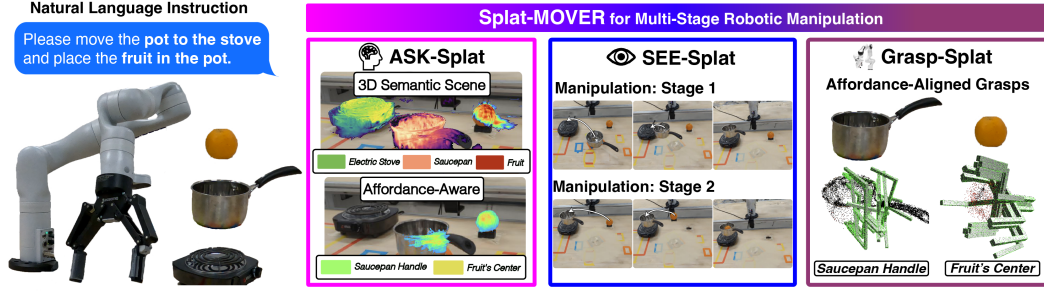 Natural Language Instruction
Please move the pot to the stove
and place the fruit in the pot.
Splat-MOVER for Multi-Stage Robotic Manipulation
ASK-Splat
3D Semantic Scene
Electric Stove
Saucepan
Fruit
Affordance-Aware
Saucepan Handle
Fruit's Center
SEE-Splat
Manipulation: Stage 1
Manipulation: Stage 2
Grasp-Splat
Affordance-Aligned Grasps
Saucepan Handle
Fruit's Center